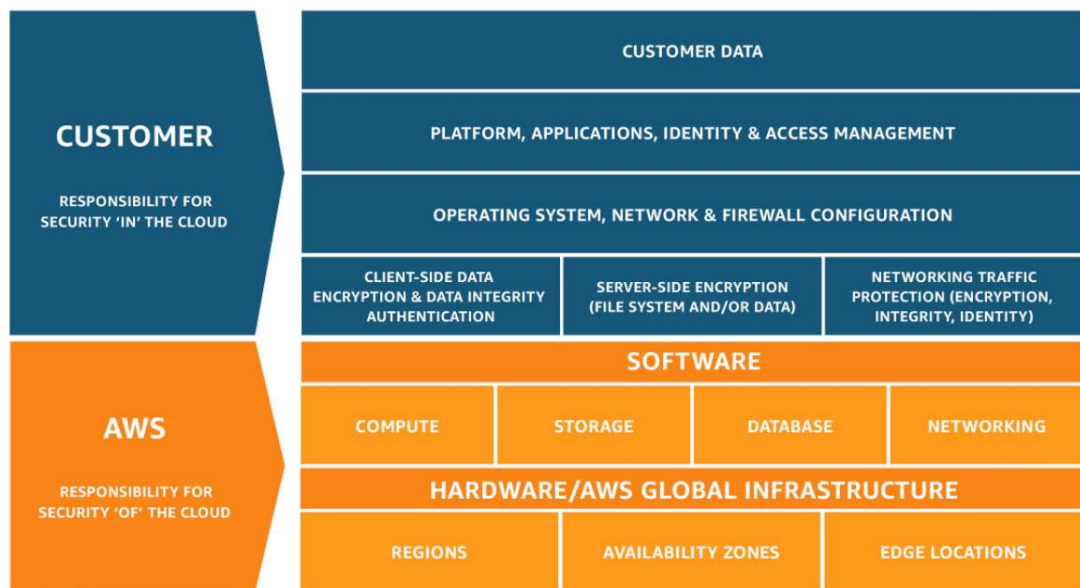 CUSTOMER
RESPONSIBILITY FOR
SECURITY ‘IN’ THE CLOUD
CUSTOMER DATA
PLATFORM, APPLICATIONS, IDENTITY & ACCESS MANAGEMENT
OPERATING SYSTEM, NETWORK & FIREWALL CONFIGURATION
CLIENT-SIDE DATA
ENCRYPTION & DATA INTEGRITY
AUTHENTICATION
SERVER-SIDE ENCRYPTION
(FILE SYSTEM AND/OR DATA)
NETWORKING TRAFFIC
PROTECTION (ENCRYPTION,
INTEGRITY, IDENTITY)
AWS
RESPONSIBILITY FOR
SECURITY ‘OF’ THE CLOUD
SOFTWARE
COMPUTE
STORAGE
DATABASE
NETWORKING
HARDWARE/AWS GLOBAL INFRASTRUCTURE
REGIONS
AVAILABILITY ZONES
EDGE LOCATIONS